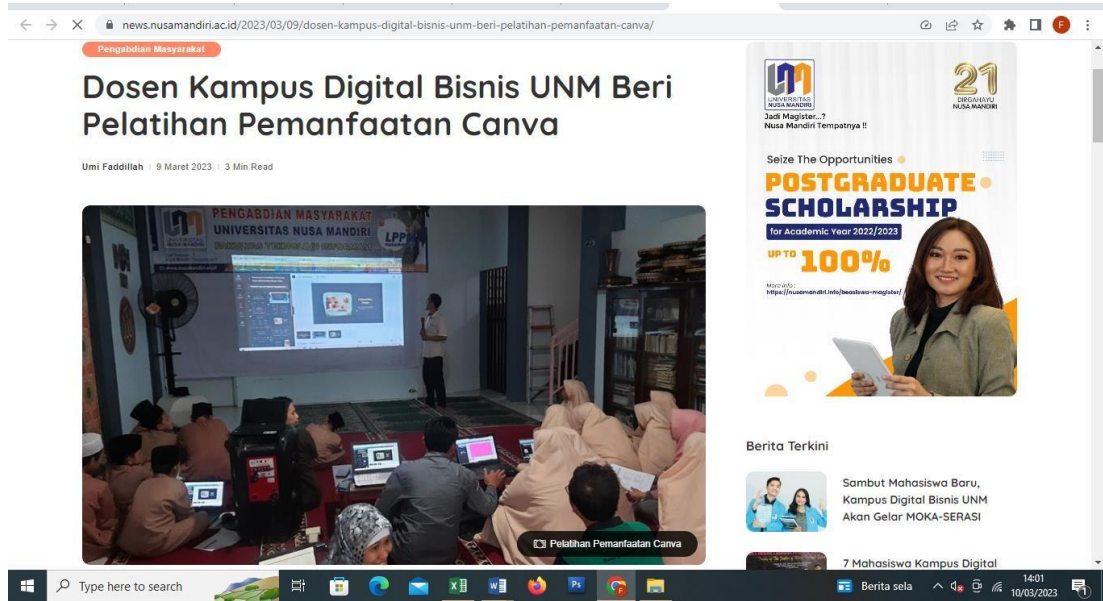 news.nusamandiri.ac.id/2023/03/09/dosen-kampus-digital-bisnis-unm-beri-pelatihan-pemanfaatan-canva/
F
Pengabdian Masyarakat
Dosen Kampus Digital Bisnis UNM Beri
Pelatihan Pemanfaatan Canva
Umi Faddillah
9 Maret 2023
3 Min Read
PENGABDIAN MASYARAKAT
UNIVERSITAS NUSA MANDIRI
FAKULTAS TEKNOLOGI INFORMASI
LPPM
Pelatihan Pemanfaatan Canva
UNIVERSITAS
NUSA MANDIRI
21
DIRGAHAYU
NUSA MANDIRI
Jadi Magister...?
Nusa Mandiri Tempatnya !!
Seize The Opportunities
POSTGRADUATE
SCHOLARSHIP
for Academic Year 2022/2023
UP TO 100%
More info :
https://nusamandiri.info/beasiswa-magister/
Berita Terkini
Sambut Mahasiswa Baru,
Kampus Digital Bisnis UNM
Akan Gelar MOKA-SERASI
7 Mahasiswa Kampus Digital
Type here to search
Ps
Berita sela
14:01
10/03/2023
1